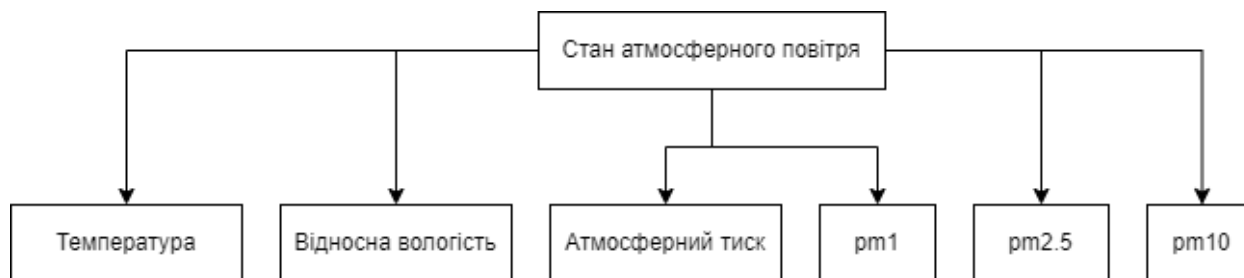 Стан атмосферного повітря
Температура
Відносна вологість
Атмосферний тиск
pm1
pm2.5
pm10